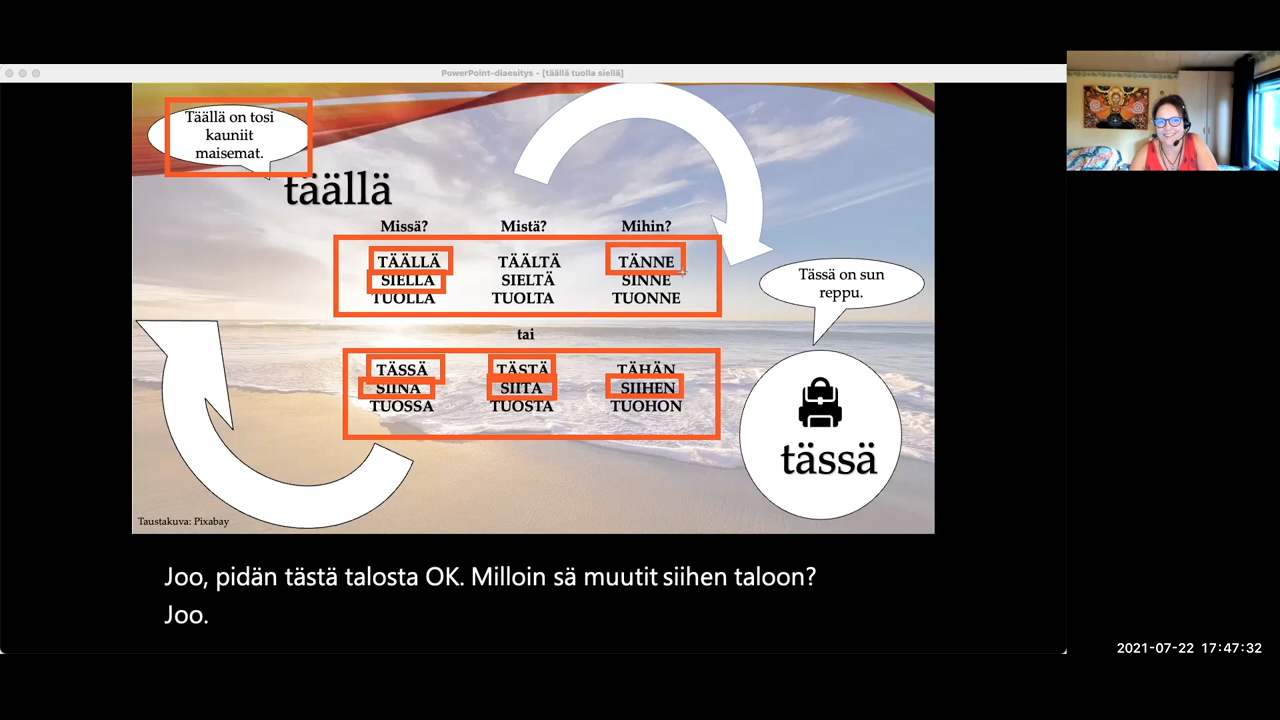 PowerPoint-diaesitys - [täällä tuolla siellä]
Täällä on tosi
kauniit
maisemat.
täällä
Missä? Mistä? Mihin?
TÄÄLLÄ TÄÄLTÄ TÄNNE
SIELLÄ SIELTÄ SINNE
TUOLLA TUOLTA TUONNE
tai
TÄSSÄ TÄSTÄ TÄHÄN
SIINÄ SIITÄ SIIHEN
TUOSSA TUOSTA TUOHON
Tässä on sun
reppu.
tässä
Taustakuva: Pixabay
Joo, pidän tästä talosta OK. Milloin sä muutit siihen taloon?
Joo.
2021-07-22 17:47:32